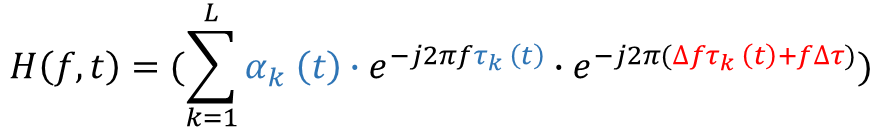 H(f,t) = (∑_{k=1}^{L} α_k (t) · e^{−j2πfτ_k (t)} · e^{−j2π(Δfτ_k (t)+fΔτ)})